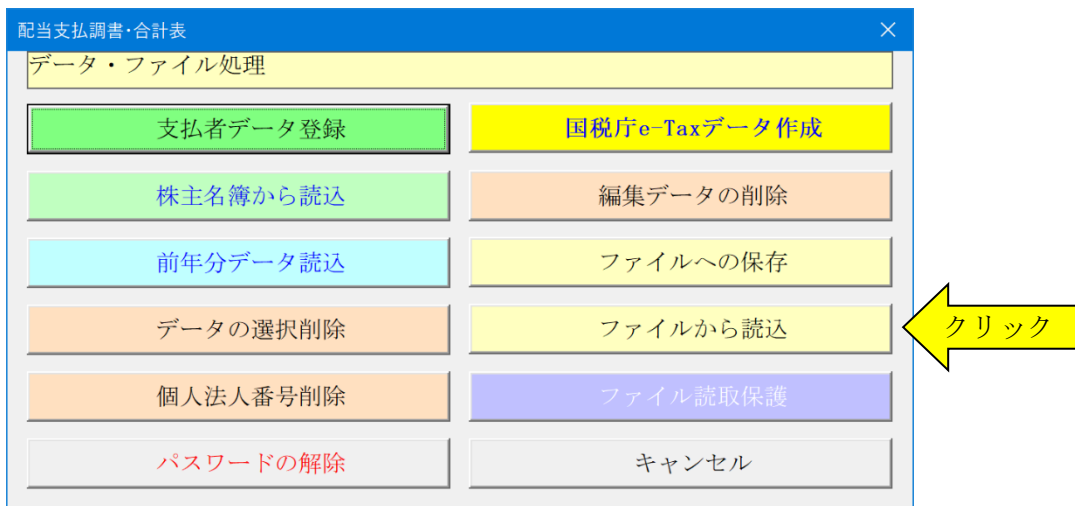 配当支払調書・合計表
データ・ファイル処理
支払者データ登録
国税庁e-Taxデータ作成
株主名簿から読込
編集データの削除
前年分データ読込
ファイルへの保存
データの選択削除
ファイルから読込
クリック
個人法人番号削除
ファイル読取保護
パスワードの解除
キャンセル